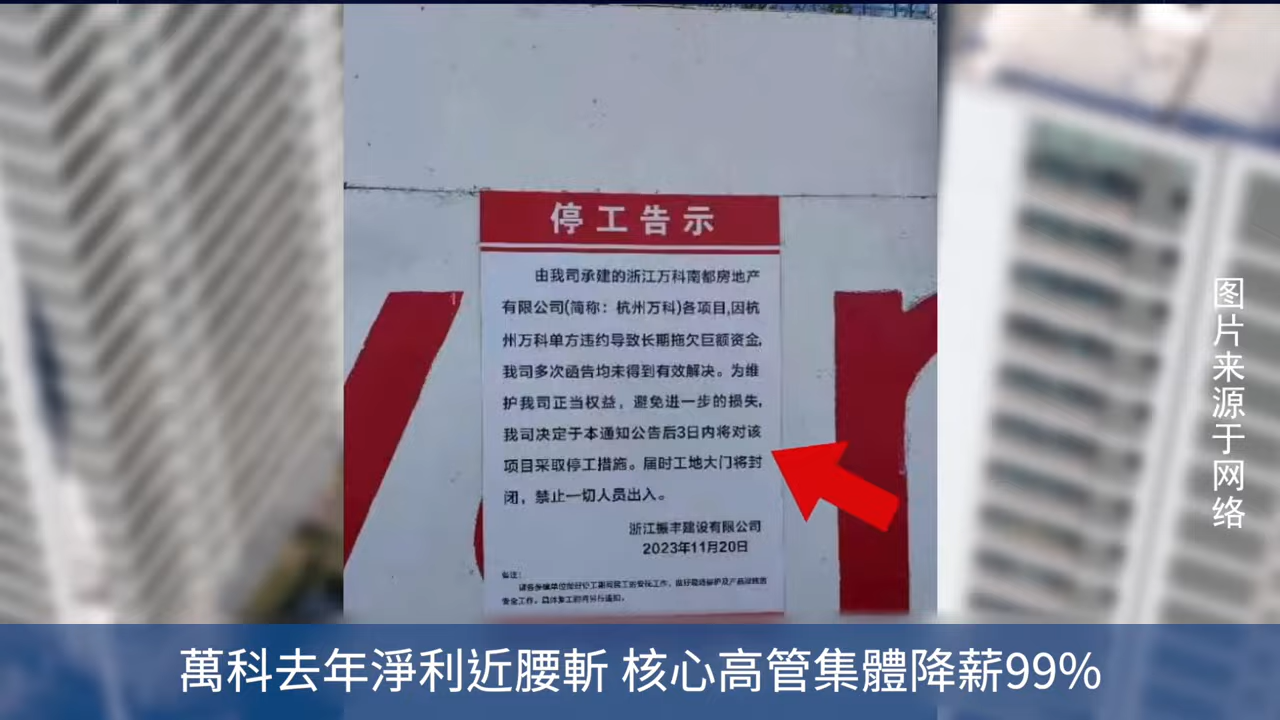 停工告示
由我司承建的浙江万科南都房地产
有限公司(简称：杭州万科)各项目,因杭
州万科单方违约导致长期拖欠巨额资金,
我司多次函告均未得到有效解决。为维
护我司正当权益，避免进一步的损失,
我司决定于本通知公告后3日内将对该
项目采取停工措施。届时工地大门将封
闭，禁止一切人员出入。
浙江振丰建设有限公司
2023年11月20日
备注：
图片来源于网络
萬科去年淨利近腰斬 核心高管集體降薪99%